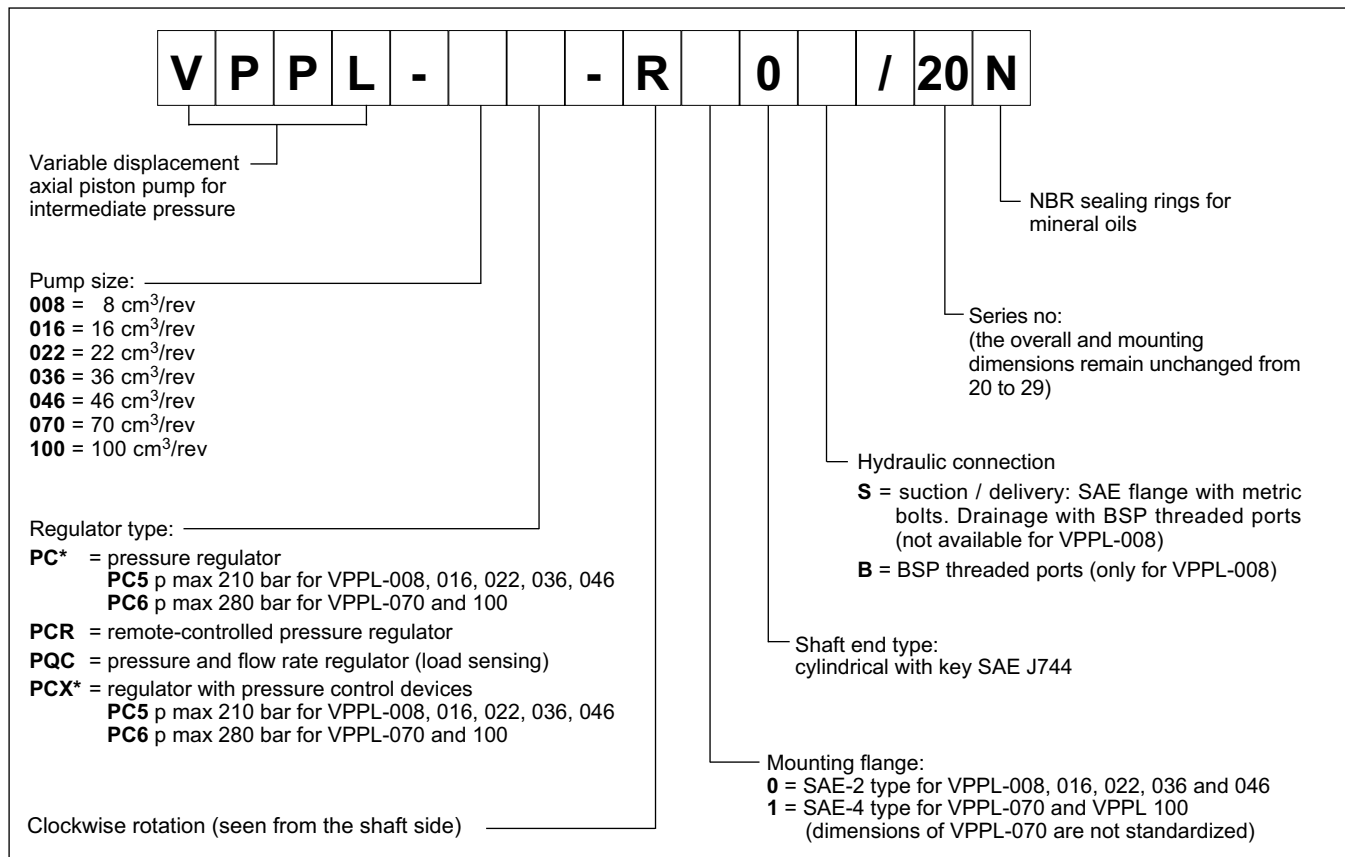 V P P L - - R 0 / 20 N
Variable displacement
axial piston pump for
intermediate pressure
Pump size:
008 = 8 cm³/rev
016 = 16 cm³/rev
022 = 22 cm³/rev
036 = 36 cm³/rev
046 = 46 cm³/rev
070 = 70 cm³/rev
100 = 100 cm³/rev
Regulator type:
PC* = pressure regulator
PC5 p max 210 bar for VPPL-008, 016, 022, 036, 046
PC6 p max 280 bar for VPPL-070 and 100
PCR = remote-controlled pressure regulator
PQC = pressure and flow rate regulator (load sensing)
PCX* = regulator with pressure control devices
PC5 p max 210 bar for VPPL-008, 016, 022, 036, 046
PC6 p max 280 bar for VPPL-070 and 100
Clockwise rotation (seen from the shaft side)
NBR sealing rings for
mineral oils
Series no:
(the overall and mounting
dimensions remain unchanged from
20 to 29)
Hydraulic connection
S = suction / delivery: SAE flange with metric
bolts. Drainage with BSP threaded ports
(not available for VPPL-008)
B = BSP threaded ports (only for VPPL-008)
Shaft end type:
cylindrical with key SAE J744
Mounting flange:
0 = SAE-2 type for VPPL-008, 016, 022, 036 and 046
1 = SAE-4 type for VPPL-070 and VPPL 100
(dimensions of VPPL-070 are not standardized)